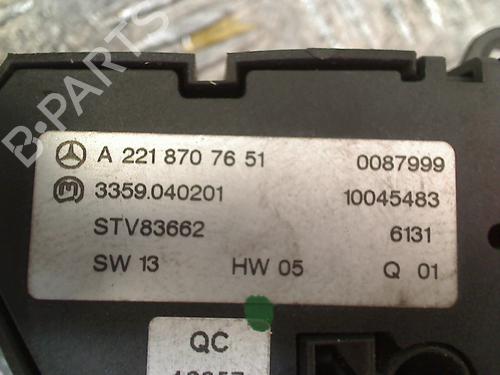 A 221 870 76 51 0087999
3359.040201 10045483
STV83662 6131
SW 13 HW 05 Q 01
QC
B-PARTS